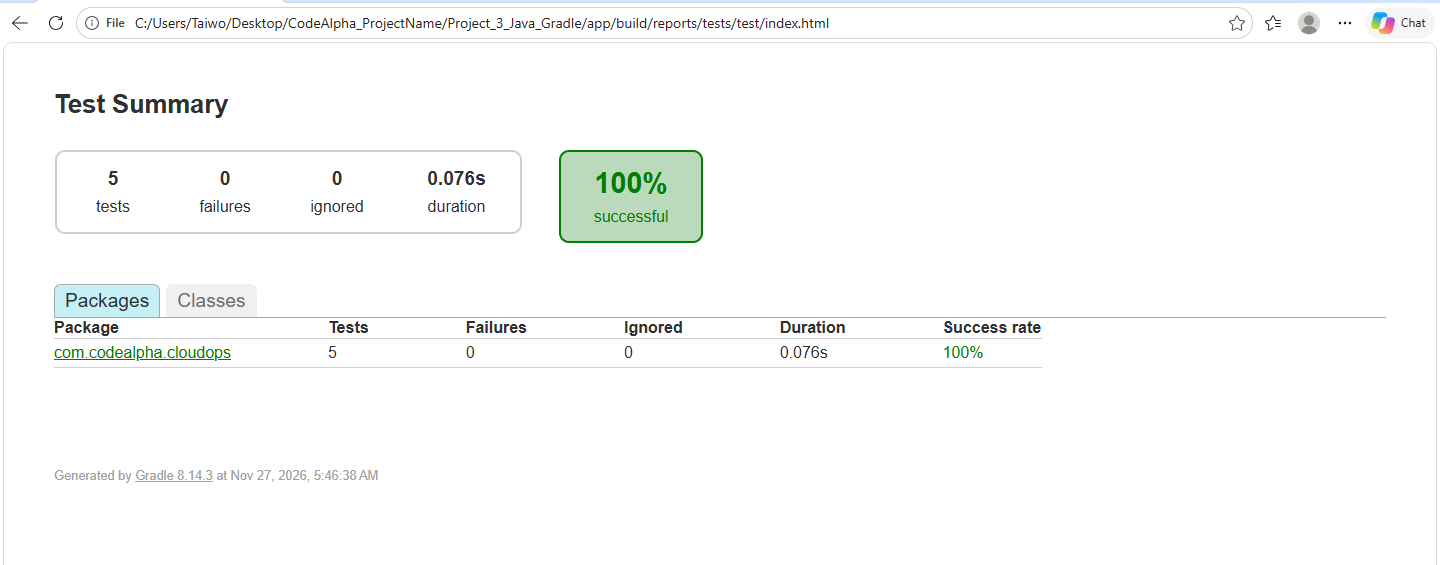 File C:/Users/Taiwo/Desktop/CodeAlpha_ProjectName/Project_3_Java_Gradle/app/build/reports/tests/test/index.html Chat
Test Summary
5 0 0 0.076s 100%
tests failures ignored duration successful
Packages Classes
Package Tests Failures Ignored Duration Success rate
com.codealpha.cloudops 5 0 0 0.076s 100%
Generated by Gradle 8.14.3 at Nov 27, 2026, 5:46:38 AM